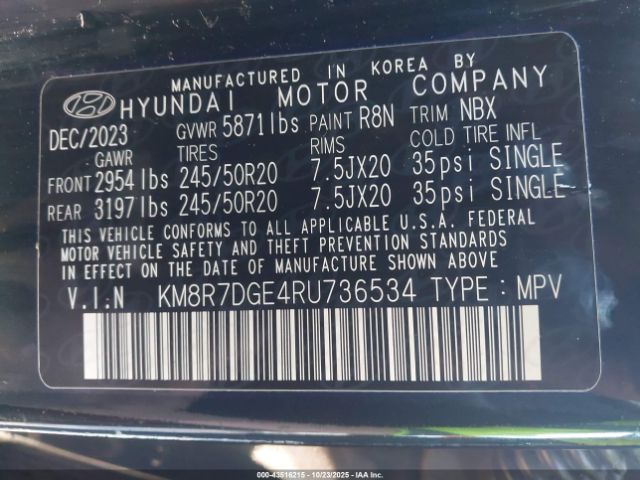 MANUFACTURED IN KOREA BY
HYUNDAI MOTOR COMPANY
DEC/2023 GVWR 5871lbs PAINT R8N TRIM NBX
GAWR TIRES RIMS COLD TIRE INFL
FRONT 2954lbs 245/50R20 7.5JX20 35psi SINGLE
REAR 3197lbs 245/50R20 7.5JX20 35psi SINGLE
THIS VEHICLE CONFORMS TO ALL APPLICABLE U.S.A. FEDERAL
MOTOR VEHICLE SAFETY AND THEFT PREVENTION STANDARDS
IN EFFECT ON THE DATE OF MANUFACTURE SHOWN ABOVE
V.I.N KM8R7DGE4RU736534 TYPE : MPV
000-43516215 - 10/23/2025 - IAA Inc.